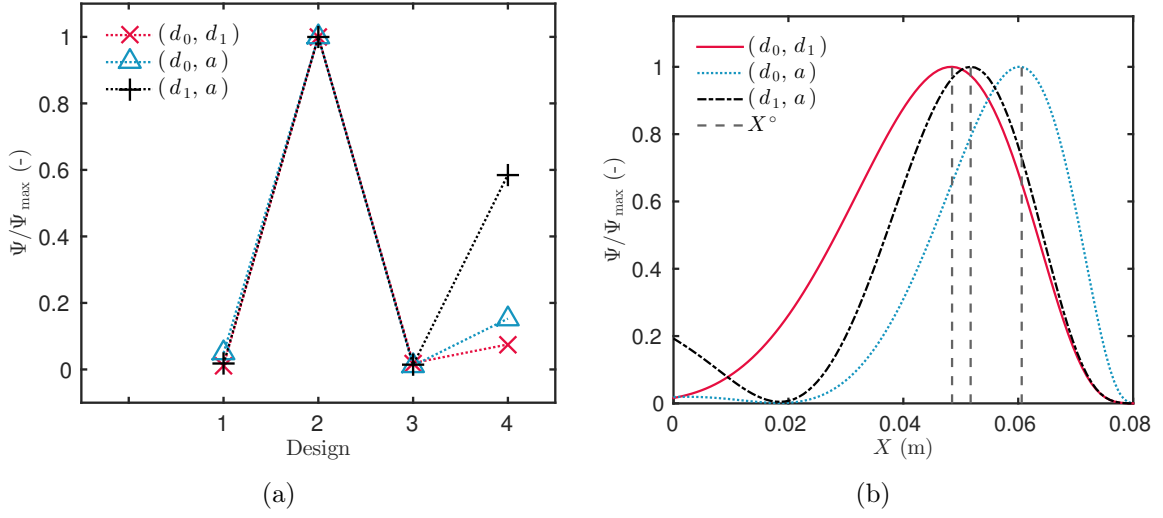 1
0.8
0.6
0.4
0.2
0
Ψ/Ψmax (-)
(d0, d1)
(d0, a)
(d1, a)
1 2 3 4
Design
(a)
1
0.8
0.6
0.4
0.2
0
Ψ/Ψmax (-)
(d0, d1)
(d0, a)
(d1, a)
X°
0 0.02 0.04 0.06 0.08
X (m)
(b)